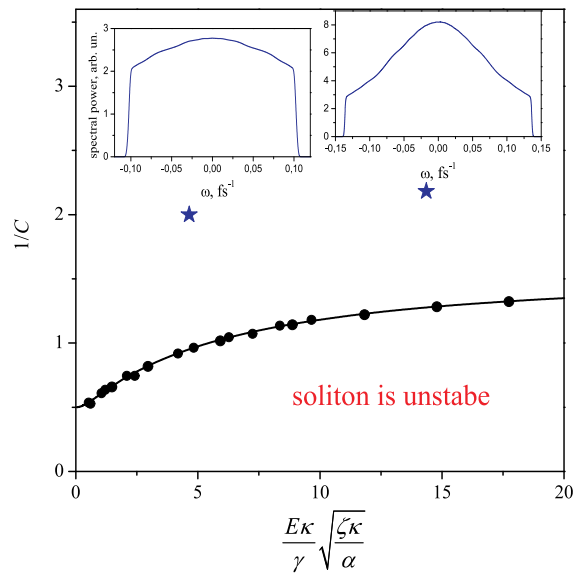 3
2
1
0
spectral power, arb. un.
-0,10 -0,05 0,00 0,05 0,10
ω, fs⁻¹
8
6
4
2
0
-0,15 -0,10 -0,05 0,00 0,05 0,10 0,15
ω, fs⁻¹
3
2
1
0
1/C
soliton is unstabe
0 5 10 15 20
Eκ/γ √(ζκ/α)